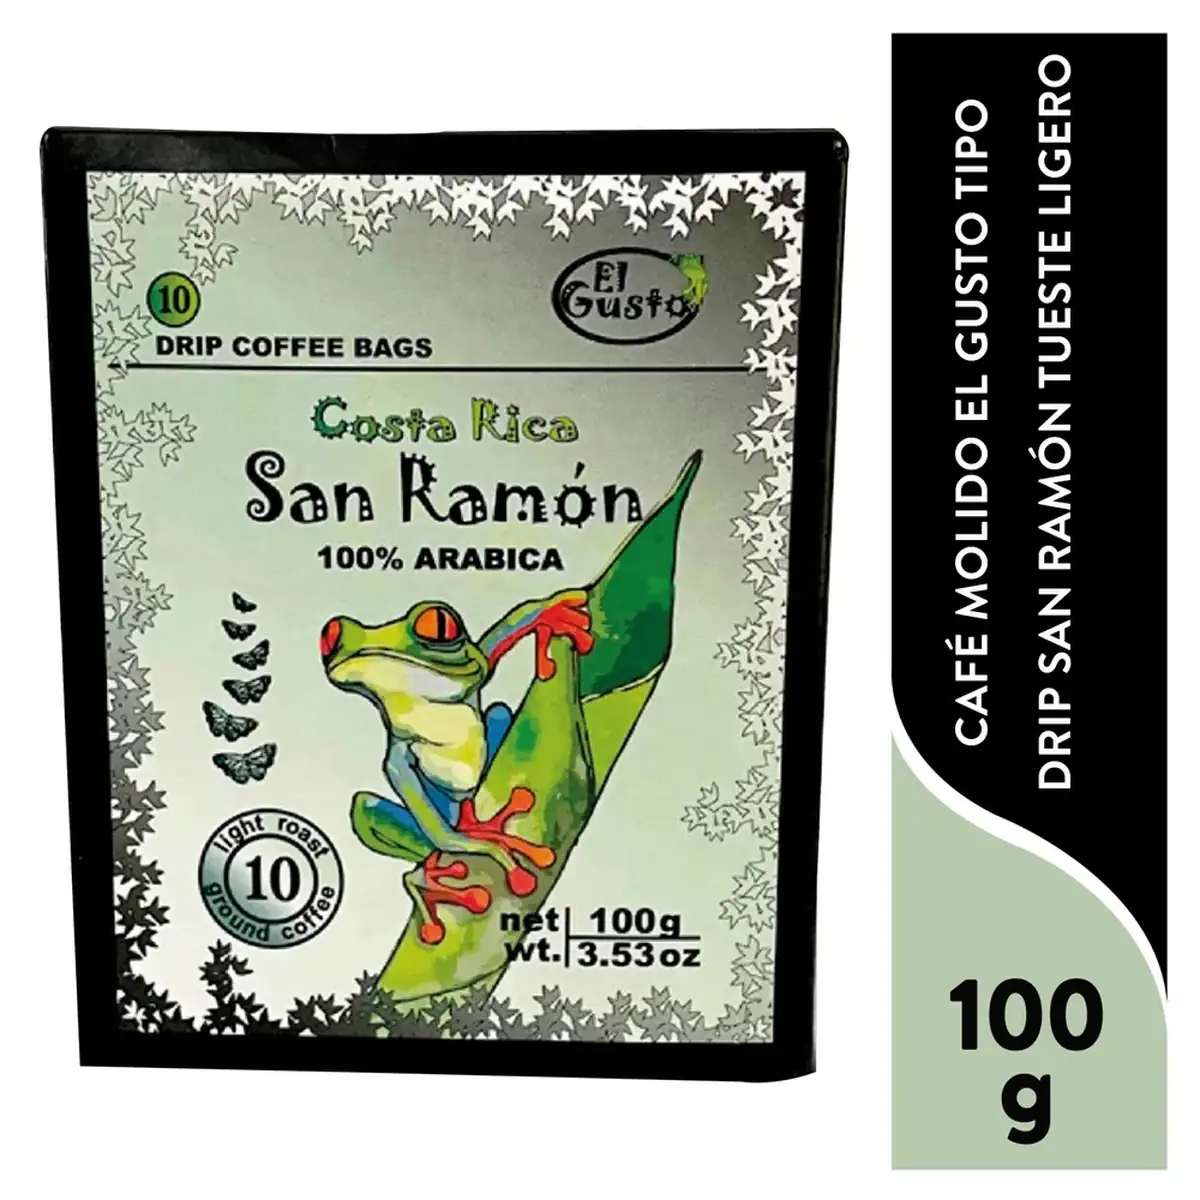 10
DRIP COFFEE BAGS
El
Gusto
Costa Rica
San Ramón
100% ARABICA
light roast
10
ground coffee
net wt.
100g
3.53oz
CAFÉ MOLIDO EL GUSTO TIPO
DRIP SAN RAMÓN TUESTE LIGERO
100
g